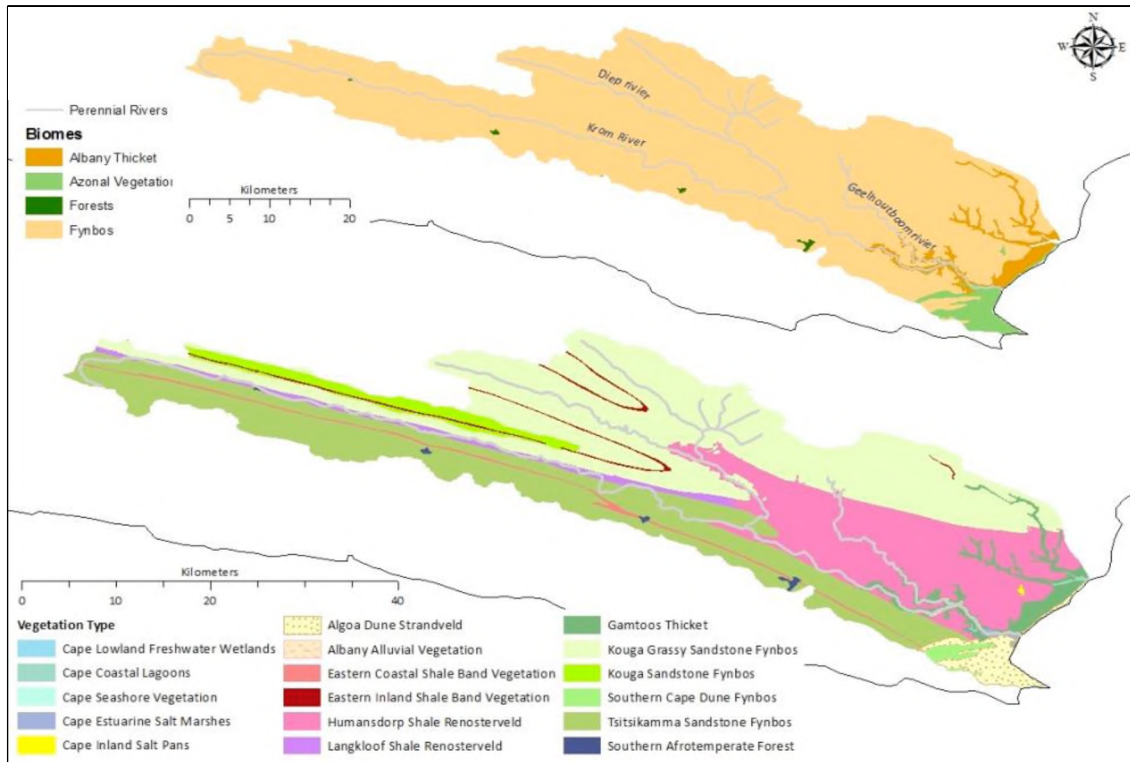 N
W E
S
Diep rivier
Krom River
Geelhoutboomrivier
Perennial Rivers
Biomes
Albany Thicket
Azonal Vegetation
Forests
Fynbos
Kilometers
0 5 10 20
Kilometers
0 10 20 40
Vegetation Type
Cape Lowland Freshwater Wetlands
Cape Coastal Lagoons
Cape Seashore Vegetation
Cape Estuarine Salt Marshes
Cape Inland Salt Pans
Algoa Dune Strandveld
Albany Alluvial Vegetation
Eastern Coastal Shale Band Vegetation
Eastern Inland Shale Band Vegetation
Humansdorp Shale Renosterveld
Langkloof Shale Renosterveld
Gamtoos Thicket
Kouga Grassy Sandstone Fynbos
Kouga Sandstone Fynbos
Southern Cape Dune Fynbos
Tsitsikamma Sandstone Fynbos
Southern Afrotemperate Forest